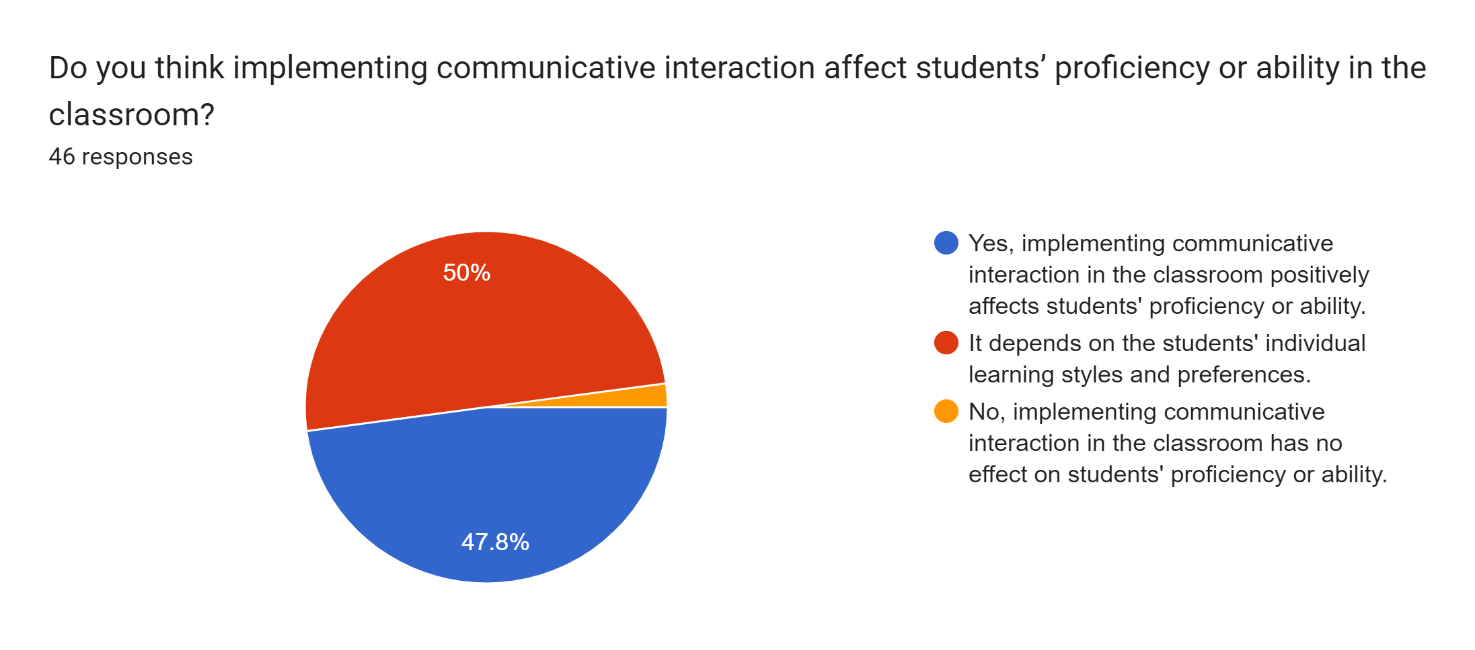 Do you think implementing communicative interaction affect students’ proficiency or ability in the
classroom?
46 responses
50%
47.8%
Yes, implementing communicative
interaction in the classroom positively
affects students' proficiency or ability.
It depends on the students' individual
learning styles and preferences.
No, implementing communicative
interaction in the classroom has no
effect on students' proficiency or ability.